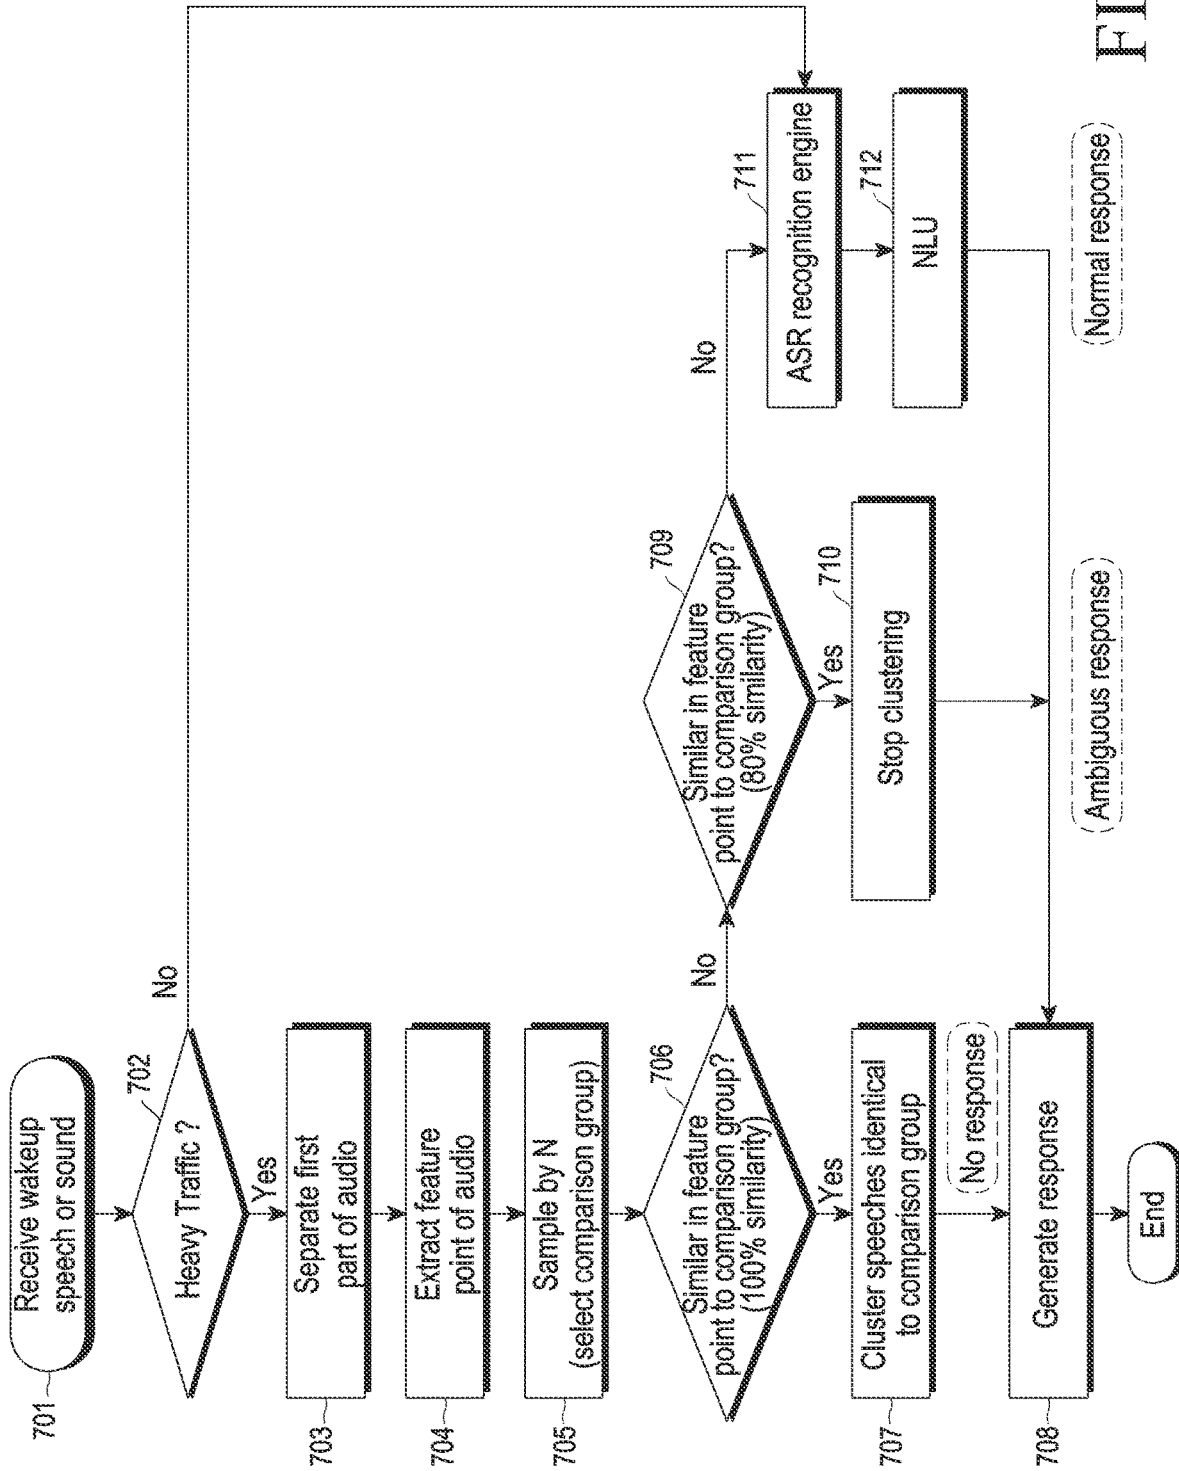 701
Receive wakeup
speech or sound
702
Heavy Traffic ?
No
Yes
703
Separate first
part of audio
704
Extract feature
point of audio
705
Sample by N
(select comparison group)
706
Similar in feature
point to comparison group?
(100% similarity)
No
Yes
707
Cluster speeches identical
to comparison group
No response
708
Generate response
End
709
Similar in feature
point to comparison group?
(80% similarity)
No
Yes
710
Stop clustering
Ambiguous response
711
ASR recognition engine
712
NLU
Normal response